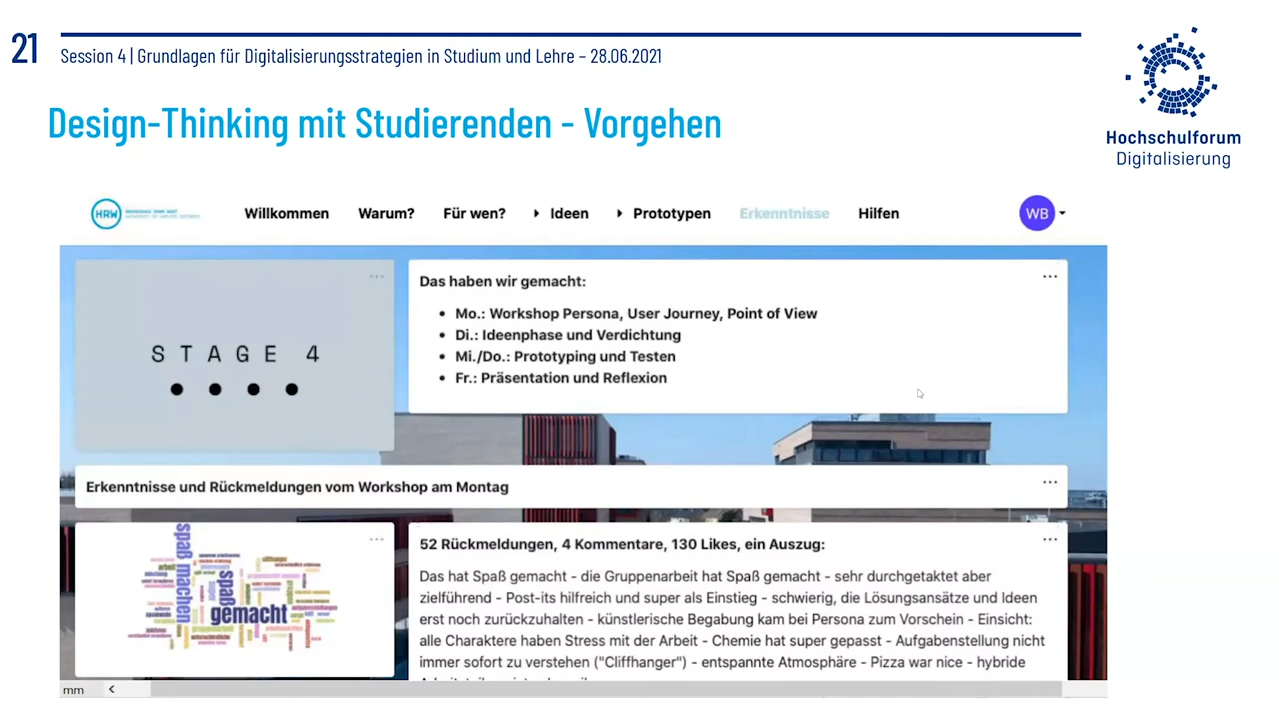 21
Session 4 | Grundlagen für Digitalisierungsstrategien in Studium und Lehre – 28.06.2021
Hochschulforum
Digitalisierung
Design-Thinking mit Studierenden - Vorgehen
HRW
Willkommen Warum? Für wen? Ideen Prototypen Erkenntnisse Hilfen WB
STAGE 4
Das haben wir gemacht:
• Mo.: Workshop Persona, User Journey, Point of View
• Di.: Ideenphase und Verdichtung
• Mi./Do.: Prototyping und Testen
• Fr.: Präsentation und Reflexion
Erkenntnisse und Rückmeldungen vom Workshop am Montag
spaß machen
spaß
gemacht
52 Rückmeldungen, 4 Kommentare, 130 Likes, ein Auszug:
Das hat Spaß gemacht - die Gruppenarbeit hat Spaß gemacht - sehr durchgetaktet aber
zielführend - Post-its hilfreich und super als Einstieg - schwierig, die Lösungsansätze und Ideen
erst noch zurückzuhalten - künstlerische Begabung kam bei Persona zum Vorschein - Einsicht:
alle Charaktere haben Stress mit der Arbeit - Chemie hat super gepasst - Aufgabenstellung nicht
immer sofort zu verstehen ("Cliffhanger") - entspannte Atmosphäre - Pizza war nice - hybride
mm